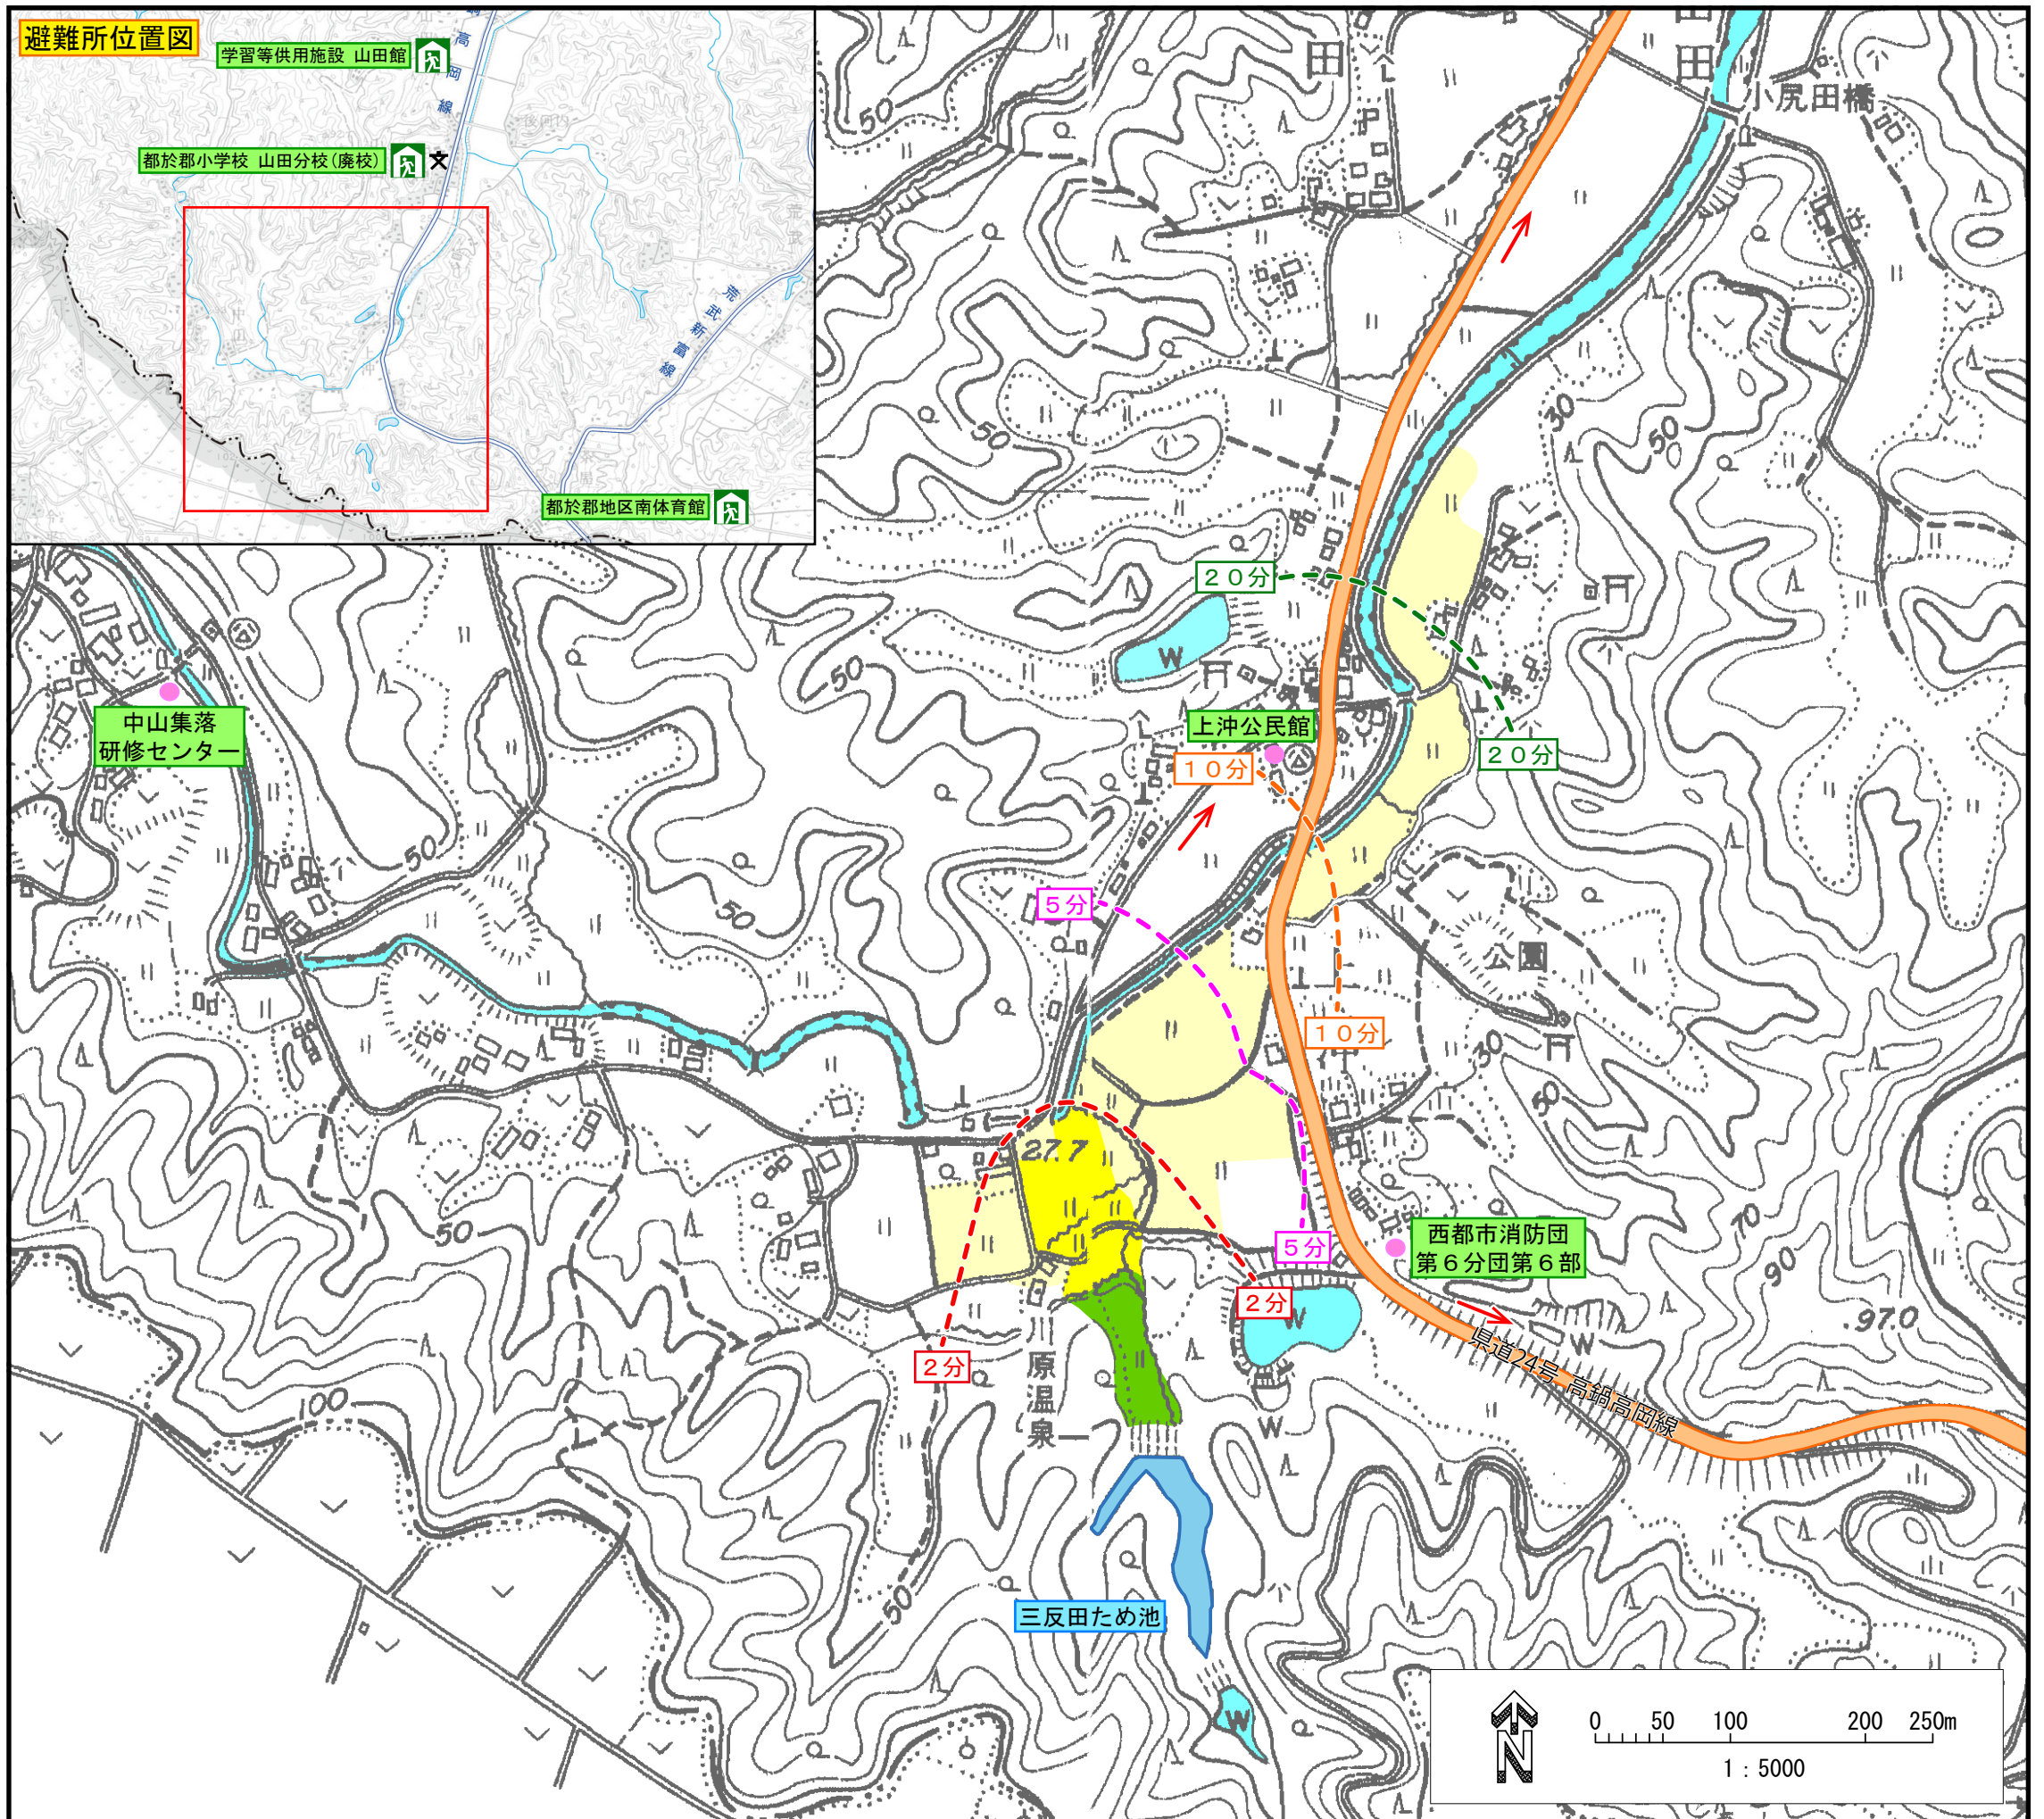 避難所位置図
学習等供用施設 山田館
都於郡小学校 山田分校(廃校)
文
高岡線
荒武新富線
都於郡地区南体育館
田
田
小尻田橋
50
30
50
50
20分
50
W
上沖公民館
10分
20分
中山集落
研修センター
50
50
5分
公園
10分
30
50
27.7
50
5分
西都市消防団
第6分団第6部
70
90
97.0
2分
W
W
2分
県道24号 高鍋高岡線
川原温泉
W
100
50
三反田ため池
W
N
0 50 100 200 250m
1:5000